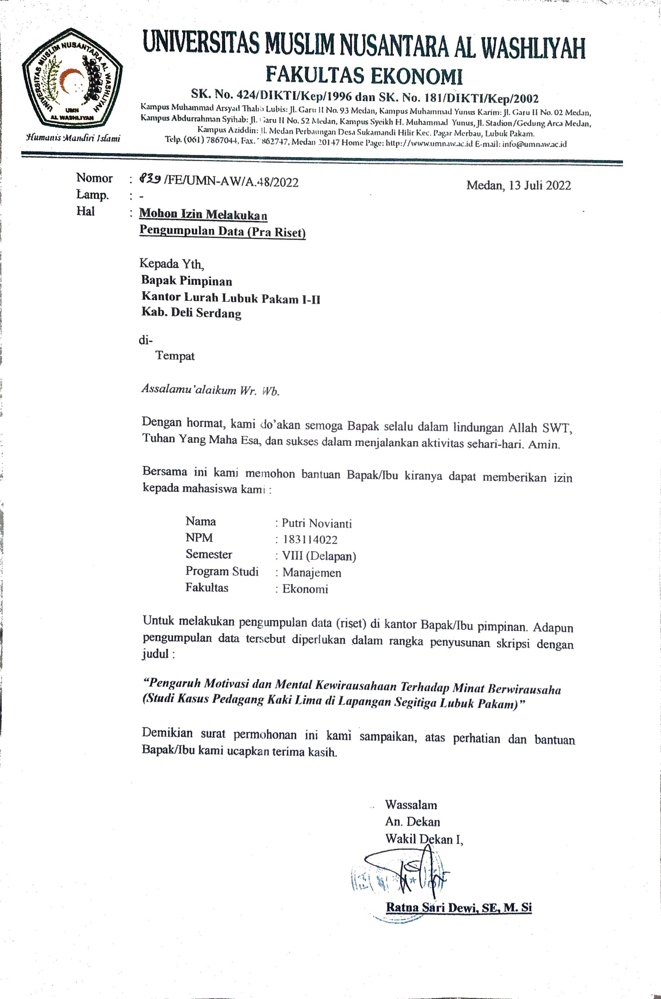 UNIVERSITAS MUSLIM NUSANTARA AL WASHLIYAH
UMN
AL WASHLIYAH
Humanis Mandiri Islami
UNIVERSITAS MUSLIM NUSANTARA AL WASHLIYAH
FAKULTAS EKONOMI
SK. No. 424/DIKTI/Kep/1996 dan SK. No. 181/DIKTI/Kep/2002
Kampus Muhammad Arsyad Thalib Lubis: Jl. Garu II No. 93 Medan, Kampus Muhammad Yunus Karim: Jl. Garu II No. 02 Medan,
Kampus Abdurrahman Syihab: Jl. Garu II No. 52 Medan, Kampus Syeikh H. Muhammad Yunus, Jl. Stadion/Gedung Arca Medan,
Kampus Aziddin: Jl. Medan Perbaungan Desa Sukamandi Hilir Kec. Pagar Merbau, Lubuk Pakam.
Telp. (061) 7867044, Fax. 7862747, Medan 20147 Home Page: http://www.umnaw.ac.id E-mail: info@umnaw.ac.id
Nomor : 839/FE/UMN-AW/A.48/2022 Medan, 13 Juli 2022
Lamp. : -
Hal : Mohon Izin Melakukan
Pengumpulan Data (Pra Riset)
Kepada Yth,
Bapak Pimpinan
Kantor Lurah Lubuk Pakam I-II
Kab. Deli Serdang
di-
Tempat
Assalamu'alaikum Wr. Wb.
Dengan hormat, kami do'akan semoga Bapak selalu dalam lindungan Allah SWT,
Tuhan Yang Maha Esa, dan sukses dalam menjalankan aktivitas sehari-hari. Amin.
Bersama ini kami memohon bantuan Bapak/Ibu kiranya dapat memberikan izin
kepada mahasiswa kami :
Nama : Putri Novianti
NPM : 183114022
Semester : VIII (Delapan)
Program Studi : Manajemen
Fakultas : Ekonomi
Untuk melakukan pengumpulan data (riset) di kantor Bapak/Ibu pimpinan. Adapun
pengumpulan data tersebut diperlukan dalam rangka penyusunan skripsi dengan
judul :
“Pengaruh Motivasi dan Mental Kewirausahaan Terhadap Minat Berwirausaha
(Studi Kasus Pedagang Kaki Lima di Lapangan Segitiga Lubuk Pakam)”
Demikian surat permohonan ini kami sampaikan, atas perhatian dan bantuan
Bapak/Ibu kami ucapkan terima kasih.
Wassalam
An. Dekan
Wakil Dekan I,
Ratna Sari Dewi, SE, M. Si